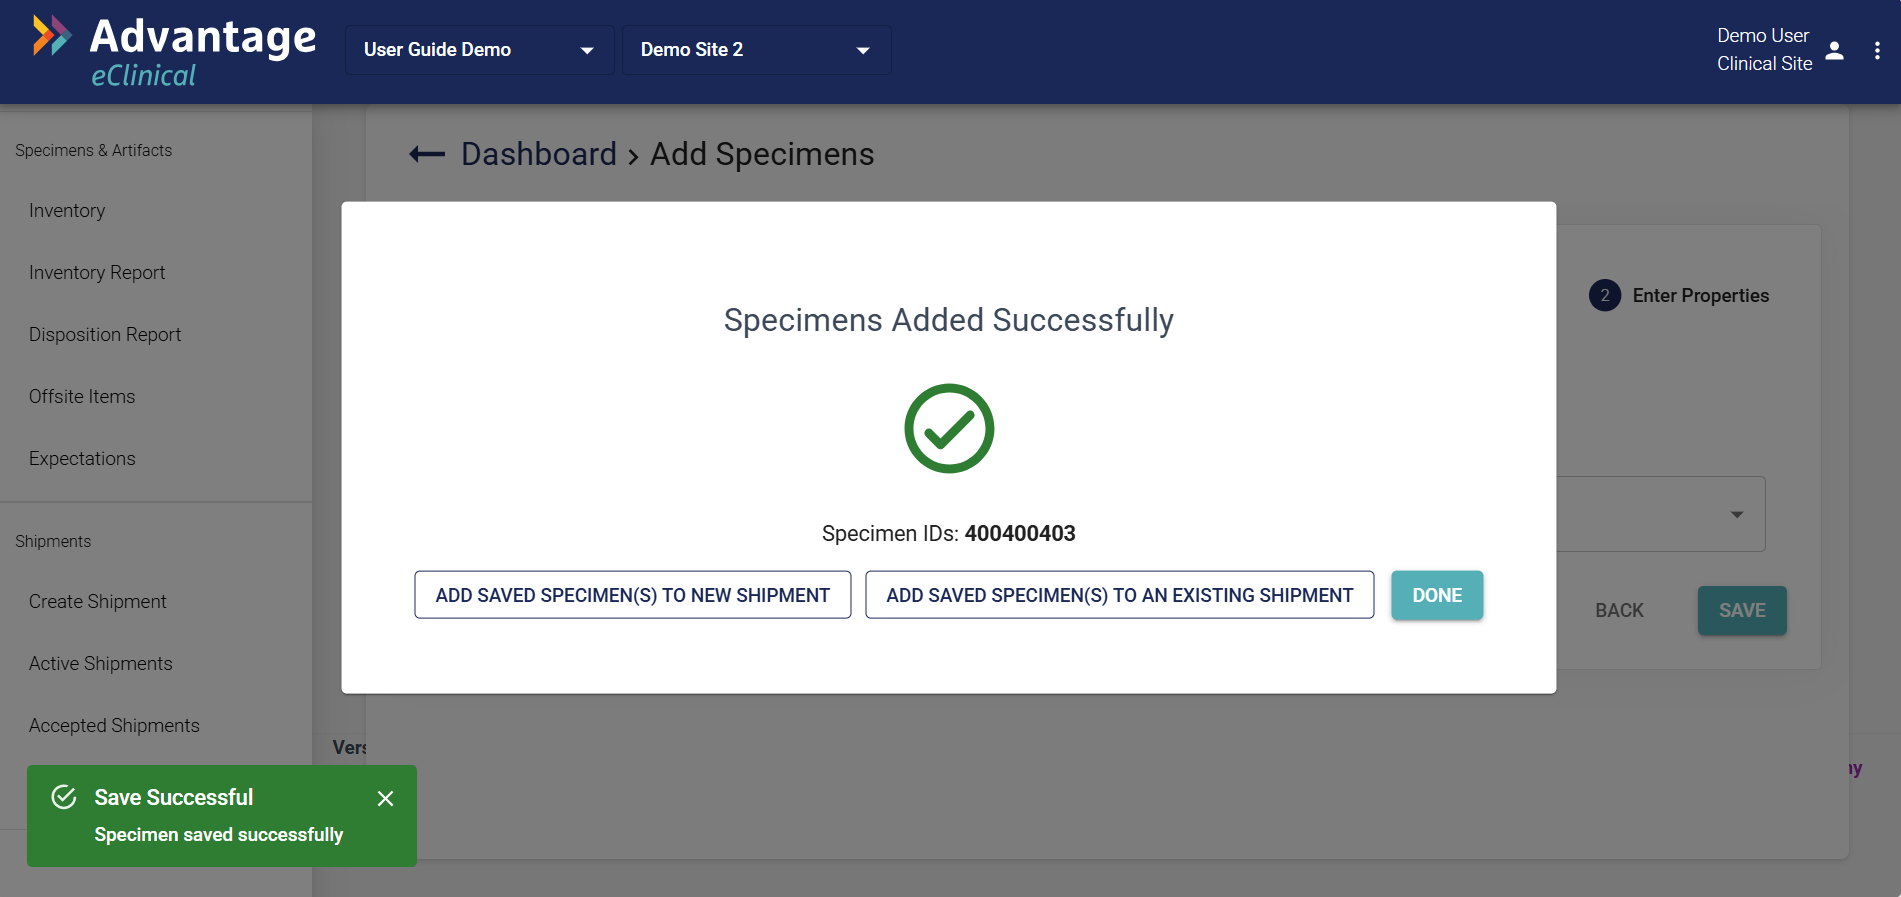 Advantage
eClinical
User Guide Demo
Demo Site 2
Demo User
Clinical Site
Specimens & Artifacts
Inventory
Inventory Report
Disposition Report
Offsite Items
Expectations
Shipments
Create Shipment
Active Shipments
Accepted Shipments
Dashboard › Add Specimens
2 Enter Properties
Specimens Added Successfully
Specimen IDs: 400400403
ADD SAVED SPECIMEN(S) TO NEW SHIPMENT
ADD SAVED SPECIMEN(S) TO AN EXISTING SHIPMENT
DONE
BACK
SAVE
Vers
Save Successful
Specimen saved successfully